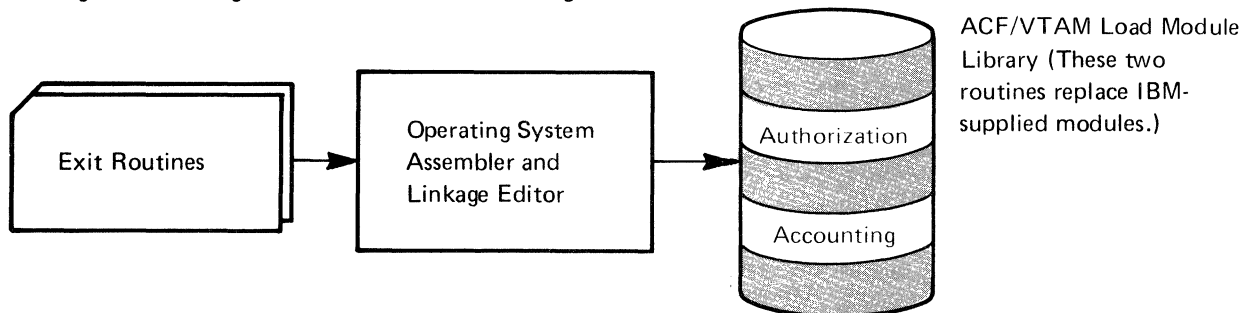 Exit Routines
Operating System
Assembler and
Linkage Editor
Authorization
Accounting
ACF/VTAM Load Module
Library (These two
routines replace IBM-
supplied modules.)